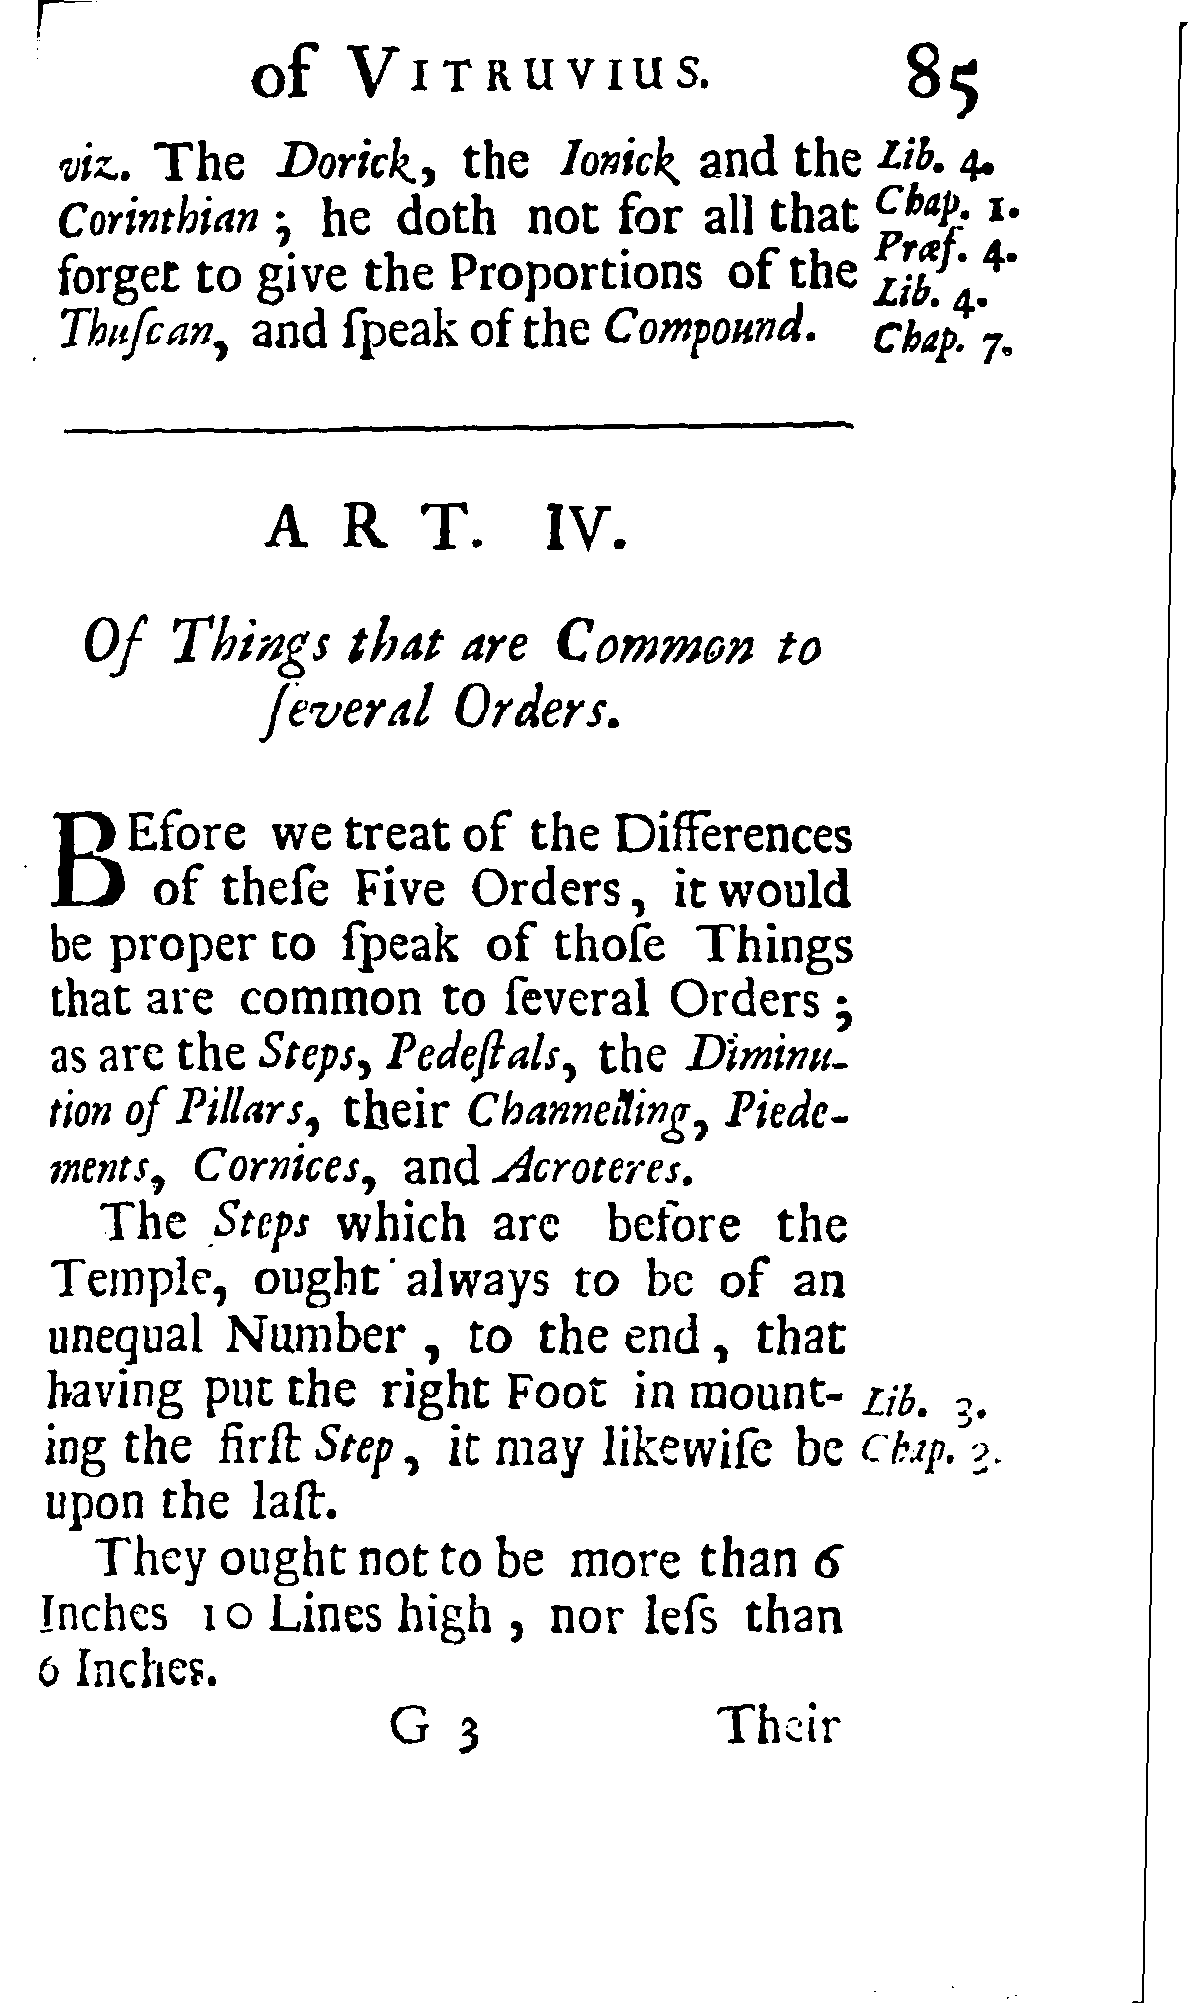 of VITRUVIUS. 85
viz. The Dorick, the Ionick and the
Corinthian ; he doth not for all that
forget to give the Proportions of the
Thuſcan, and ſpeak of the Compound.
Lib. 4.
Chap. 1.
Præf. 4.
Lib. 4.
Chap. 7.
ART. IV.
Of Things that are Common to
ſeveral Orders.
BEfore we treat of the Differences
of theſe Five Orders, it would
be proper to ſpeak of thoſe Things
that are common to ſeveral Orders ;
as are the Steps, Pedeſtals, the Diminu-
tion of Pillars, their Channelling, Piede-
ments, Cornices, and Acroteres.
The Steps which are before the
Temple, ought always to be of an
unequal Number , to the end , that
having put the right Foot in mount-
ing the firſt Step, it may likewiſe be
upon the laſt.
Lib. 3.
Chap. 3.
They ought not to be more than 6
Inches 10 Lines high , nor leſs than
6 Inches.
G 3 Their